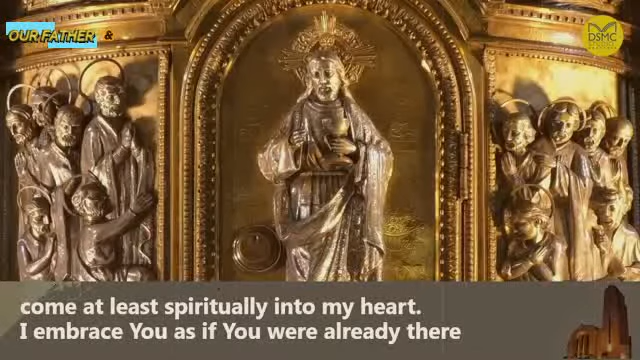 OUR FATHER &
DSMC
come at least spiritually into my heart.
I embrace You as if You were already there